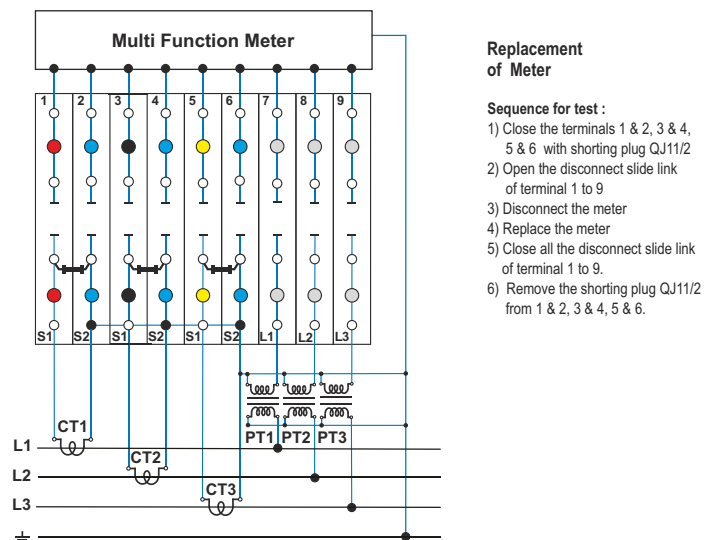 Multi Function Meter
1 2 3 4 5 6 7 8 9
S1 S2 S1 S2 S1 S2 L1 L2 L3
PT1 PT2 PT3
CT1
L1
CT2
L2
CT3
L3
Replacement
of Meter
Sequence for test :
1) Close the terminals 1 & 2, 3 & 4,
5 & 6 with shorting plug QJ11/2
2) Open the disconnect slide link
of terminal 1 to 9
3) Disconnect the meter
4) Replace the meter
5) Close all the disconnect slide link
of terminal 1 to 9.
6) Remove the shorting plug QJ11/2
from 1 & 2, 3 & 4, 5 & 6.